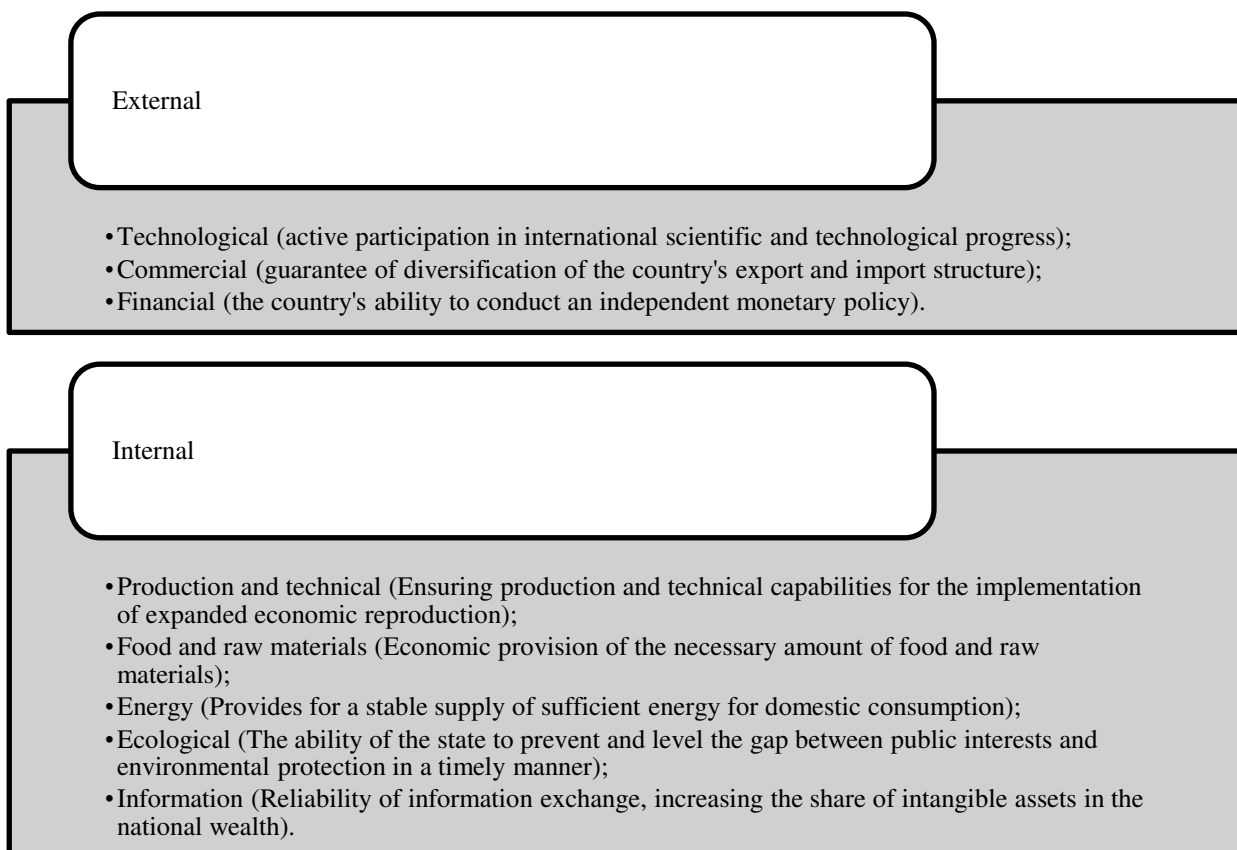 External
•Technological (active participation in international scientific and technological progress);
•Commercial (guarantee of diversification of the country's export and import structure);
•Financial (the country's ability to conduct an independent monetary policy).
Internal
•Production and technical (Ensuring production and technical capabilities for the implementation
of expanded economic reproduction);
•Food and raw materials (Economic provision of the necessary amount of food and raw
materials);
•Energy (Provides for a stable supply of sufficient energy for domestic consumption);
•Ecological (The ability of the state to prevent and level the gap between public interests and
environmental protection in a timely manner);
•Information (Reliability of information exchange, increasing the share of intangible assets in the
national wealth).